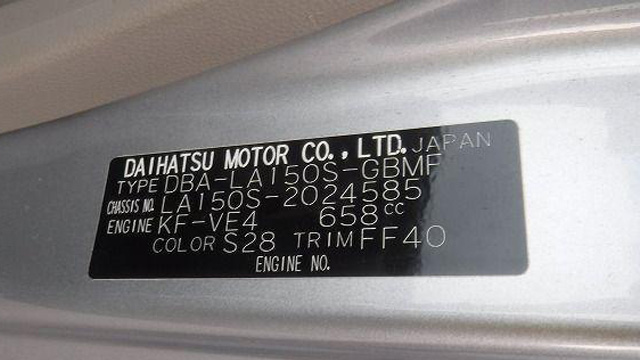 DAIHATSU MOTOR CO., LTD. JAPAN
TYPE DBA-LA150S-GBMF
CHASSIS NO. LA150S-2024585
ENGINE KF-VE4 658cc
COLOR S28 TRIM FF40
ENGINE NO.